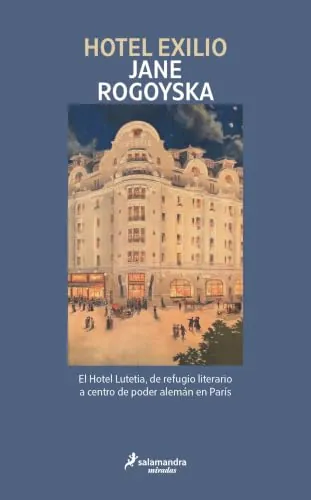 HOTEL EXILIO
JANE
ROGOYSKA
El Hotel Lutetia, de refugio literario
a centro de poder alemán en París
salamandra
miradas